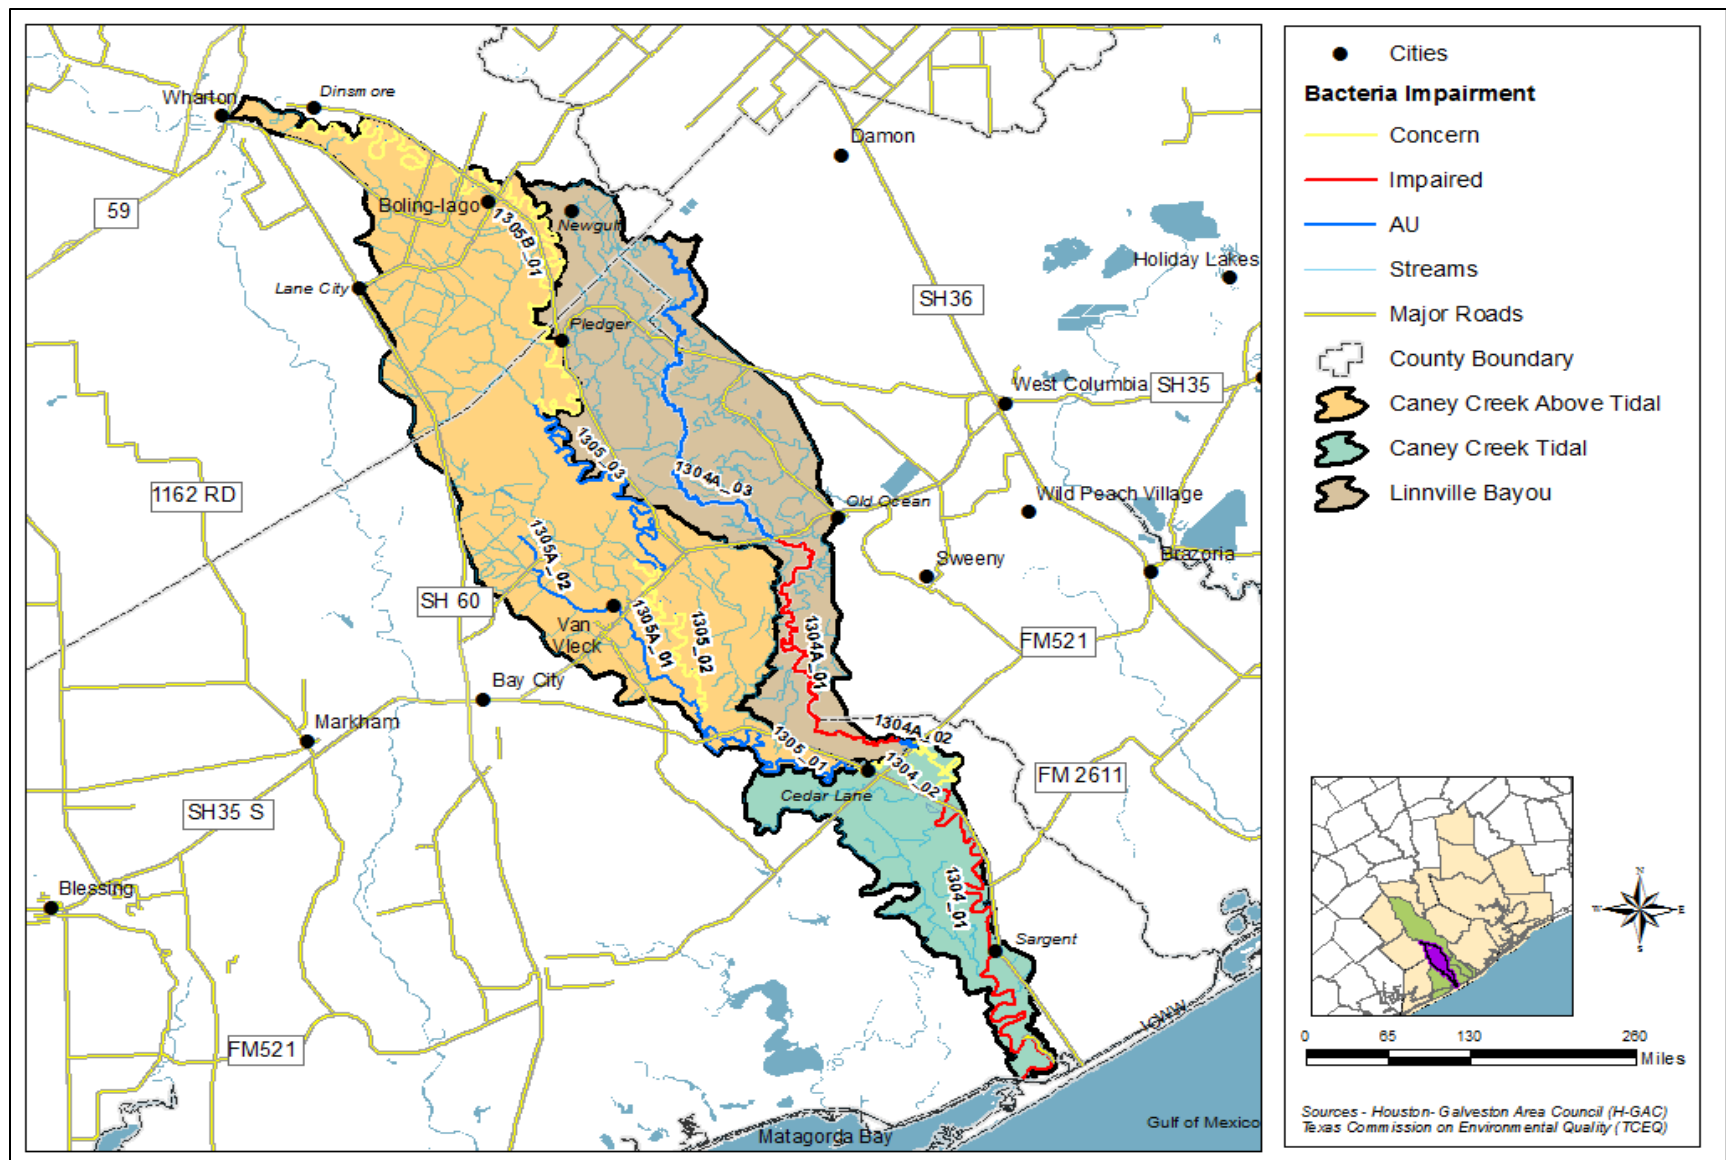 Wharton
Dinsmore
Damon
59
Boling-Iago
1305B_01
Newgulf
Holiday Lakes
Lane City
SH36
Pledger
West Columbia
SH35
1305_03
1304A_03
1162 RD
Old Ocean
Wild Peach Village
1305A_02
Sweeny
Brazoria
SH 60
Van
Vleck
1305A_01
1305_02
1304A_01
FM521
Bay City
Markham
1304A_02
1305_01
1304_02
FM 2611
Cedar Lane
SH35 S
Blessing
1304_01
Sargent
FM521
ICWW
Matagorda Bay
Gulf of Mexico
Cities
Bacteria Impairment
Concern
Impaired
AU
Streams
Major Roads
County Boundary
Caney Creek Above Tidal
Caney Creek Tidal
Linnville Bayou
N
W
E
S
0 65 130 260
Miles
Sources - Houston- Galveston Area Council (H-GAC)
Texas Commission on Environmental Quality (TCEQ)